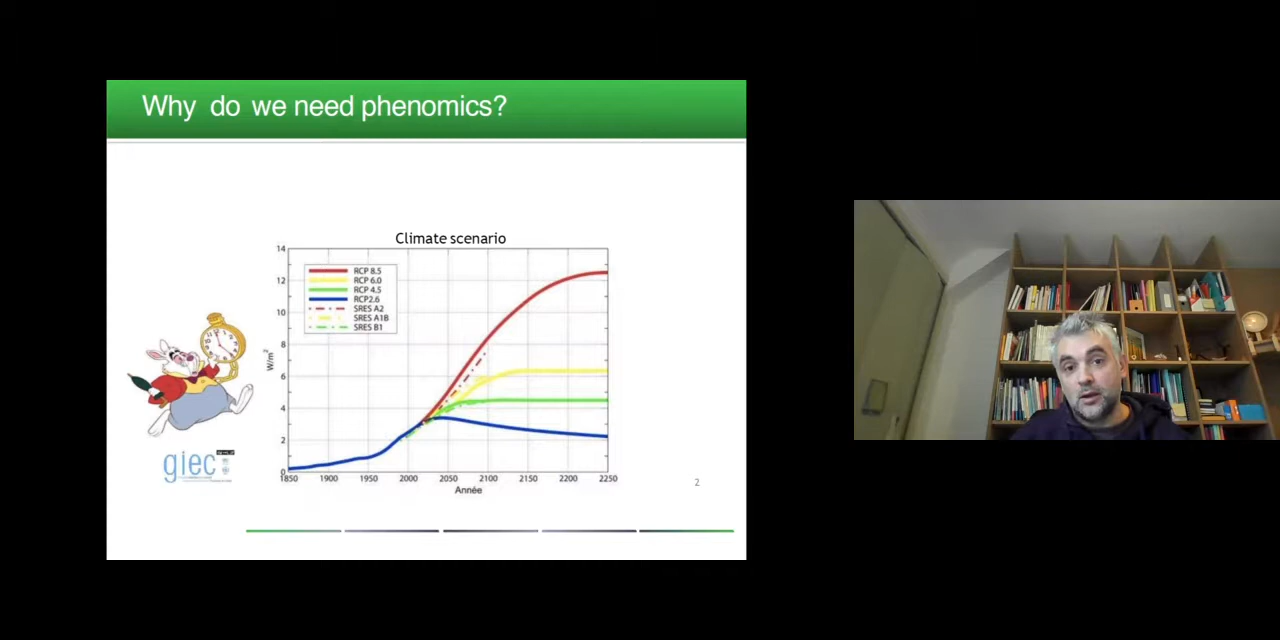 Why do we need phenomics?
Climate scenario
14
12
10
8
6
4
2
0
W/m²
RCP 8.5
RCP 6.0
RCP 4.5
RCP2.6
SRES A2
SRES A1B
SRES B1
1850 1900 1950 2000 2050 2100 2150 2200 2250
Année
giec
2